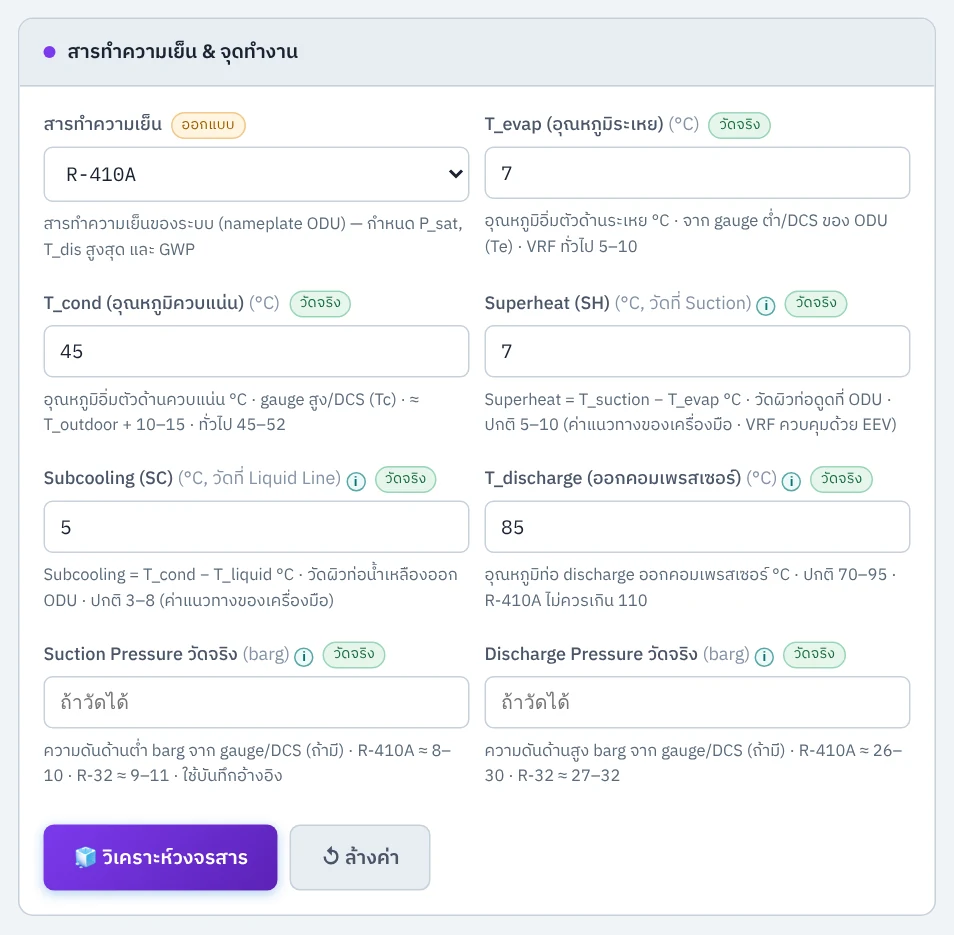 สารทำความเย็น & จุดทำงาน
สารทำความเย็น ออกแบบ
R-410A
สารทำความเย็นของระบบ (nameplate ODU) — กำหนด P_sat,
T_dis สูงสุด และ GWP
T_evap (อุณหภูมิระเหย) (°C) วัดจริง
7
อุณหภูมิอิ่มตัวด้านระเหย °C · จาก gauge ต่ำ/DCS ของ ODU
(Te) · VRF ทั่วไป 5–10
T_cond (อุณหภูมิควบแน่น) (°C) วัดจริง
45
อุณหภูมิอิ่มตัวด้านควบแน่น °C · gauge สูง/DCS (Tc) · ≈
T_outdoor + 10–15 · ทั่วไป 45–52
Superheat (SH) (°C, วัดที่ Suction) i วัดจริง
7
Superheat = T_suction − T_evap °C · วัดผิวท่อดูดที่ ODU ·
ปกติ 5–10 (ค่าแนวทางของเครื่องมือ · VRF ควบคุมด้วย EEV)
Subcooling (SC) (°C, วัดที่ Liquid Line) i วัดจริง
5
Subcooling = T_cond − T_liquid °C · วัดผิวท่อน้ำเหลืองออก
ODU · ปกติ 3–8 (ค่าแนวทางของเครื่องมือ)
T_discharge (ออกคอมเพรสเซอร์) (°C) i วัดจริง
85
อุณหภูมิท่อ discharge ออกคอมเพรสเซอร์ °C · ปกติ 70–95 ·
R-410A ไม่ควรเกิน 110
Suction Pressure วัดจริง (barg) i วัดจริง
ถ้าวัดได้
ความดันด้านต่ำ barg จาก gauge/DCS (ถ้ามี) · R-410A ≈ 8–
10 · R-32 ≈ 9–11 · ใช้บันทึกอ้างอิง
Discharge Pressure วัดจริง (barg) i วัดจริง
ถ้าวัดได้
ความดันด้านสูง barg จาก gauge/DCS (ถ้ามี) · R-410A ≈ 26–
30 · R-32 ≈ 27–32
🧊 วิเคราะห์วงจรสาร
↺ ล้างค่า